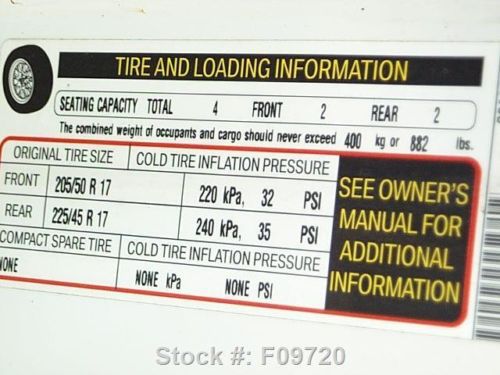 TIRE AND LOADING INFORMATION
SEATING CAPACITY TOTAL 4 FRONT 2 REAR 2
The combined weight of occupants and cargo should never exceed 400 kg or 882 lbs.
ORIGINAL TIRE SIZE COLD TIRE INFLATION PRESSURE
FRONT 205/50 R 17 220 kPa, 32 PSI
REAR 225/45 R 17 240 kPa, 35 PSI
COMPACT SPARE TIRE COLD TIRE INFLATION PRESSURE
NONE NONE kPa NONE PSI
SEE OWNER'S
MANUAL FOR
ADDITIONAL
INFORMATION
Stock #: F09720